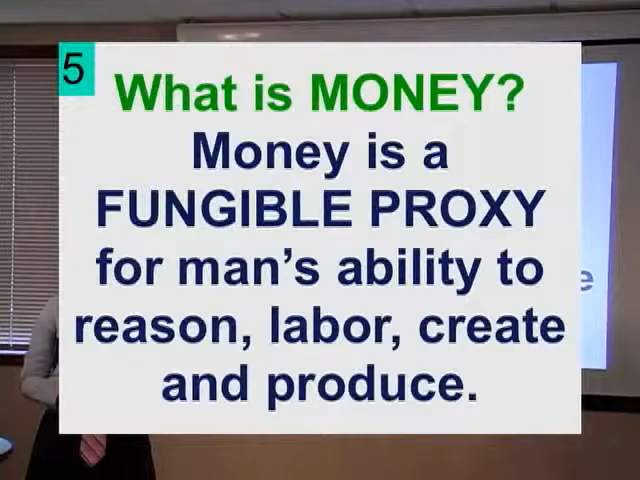 5
What is MONEY?
Money is a
FUNGIBLE PROXY
for man's ability to
reason, labor, create
and produce.
e